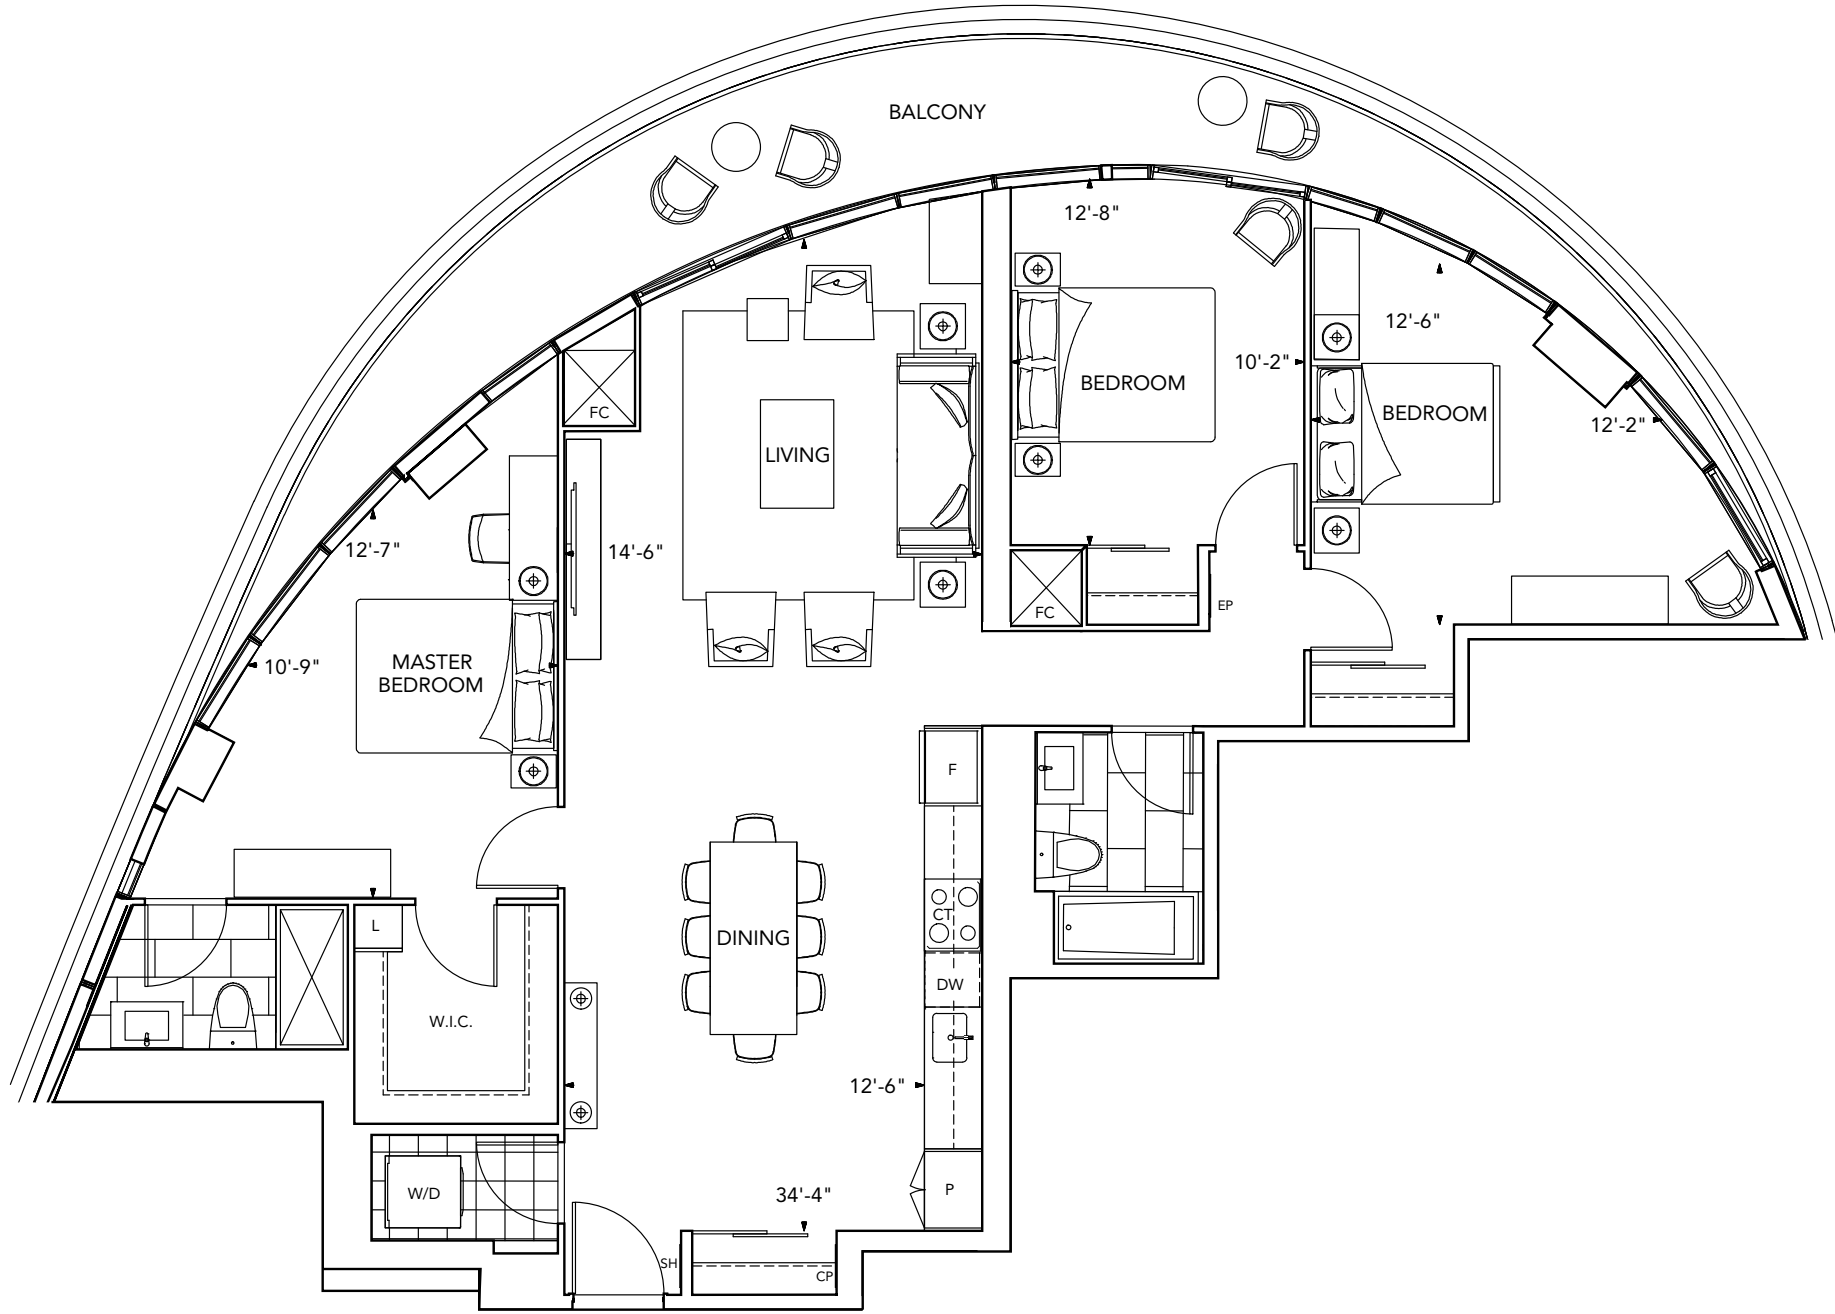 BALCONY
12'-8"
12'-6"
10'-2"
BEDROOM
BEDROOM
12'-2"
FC
LIVING
12'-7"
14'-6"
FC
EP
10'-9"
MASTER
BEDROOM
F
L
CT
DINING
DW
W.I.C.
12'-6"
W/D
34'-4"
P
SH
CP